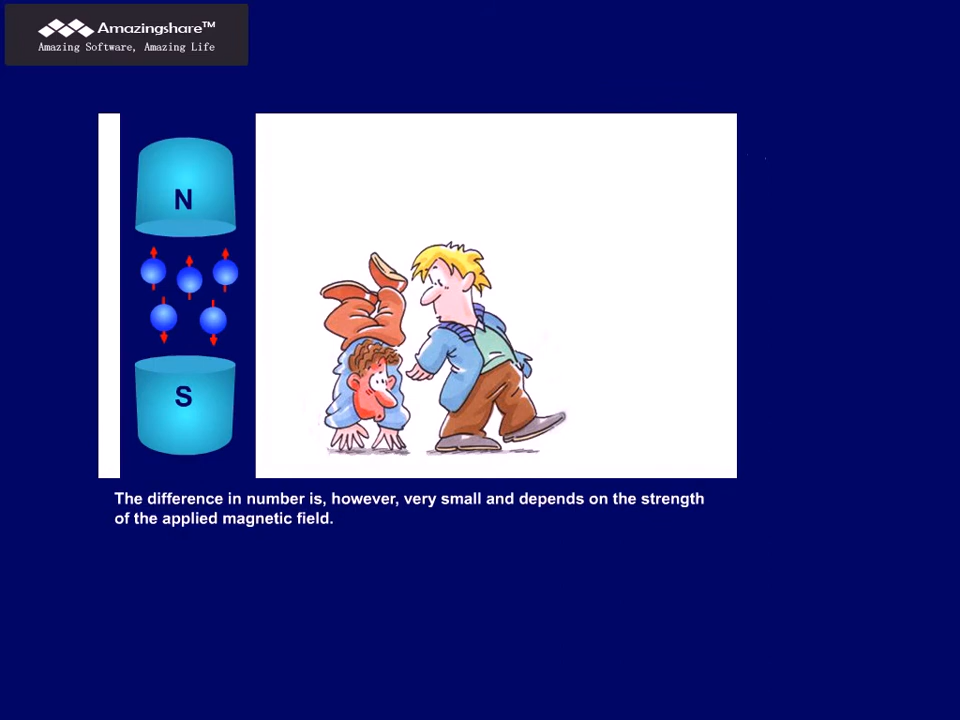 Amazingshare™
Amazing Software, Amazing Life
N
S
The difference in number is, however, very small and depends on the strength
of the applied magnetic field.